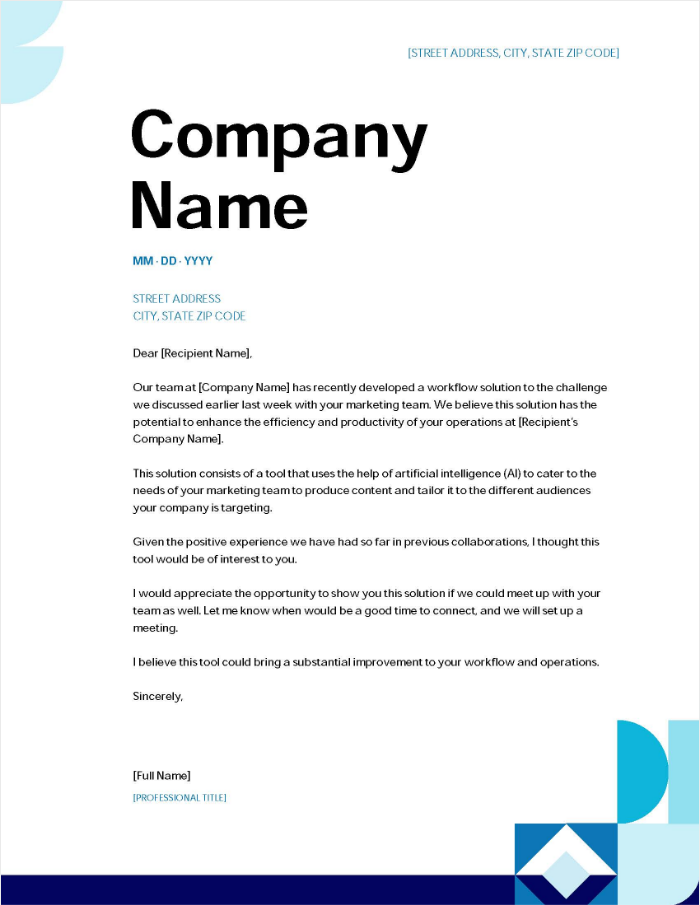 [STREET ADDRESS, CITY, STATE ZIP CODE]
Company
Name
MM · DD · YYYY
STREET ADDRESS
CITY, STATE ZIP CODE
Dear [Recipient Name],
Our team at [Company Name] has recently developed a workflow solution to the challenge
we discussed earlier last week with your marketing team. We believe this solution has the
potential to enhance the efficiency and productivity of your operations at [Recipient's
Company Name].
This solution consists of a tool that uses the help of artificial intelligence (AI) to cater to the
needs of your marketing team to produce content and tailor it to the different audiences
your company is targeting.
Given the positive experience we have had so far in previous collaborations, I thought this
tool would be of interest to you.
I would appreciate the opportunity to show you this solution if we could meet up with your
team as well. Let me know when would be a good time to connect, and we will set up a
meeting.
I believe this tool could bring a substantial improvement to your workflow and operations.
Sincerely,
[Full Name]
[PROFESSIONAL TITLE]